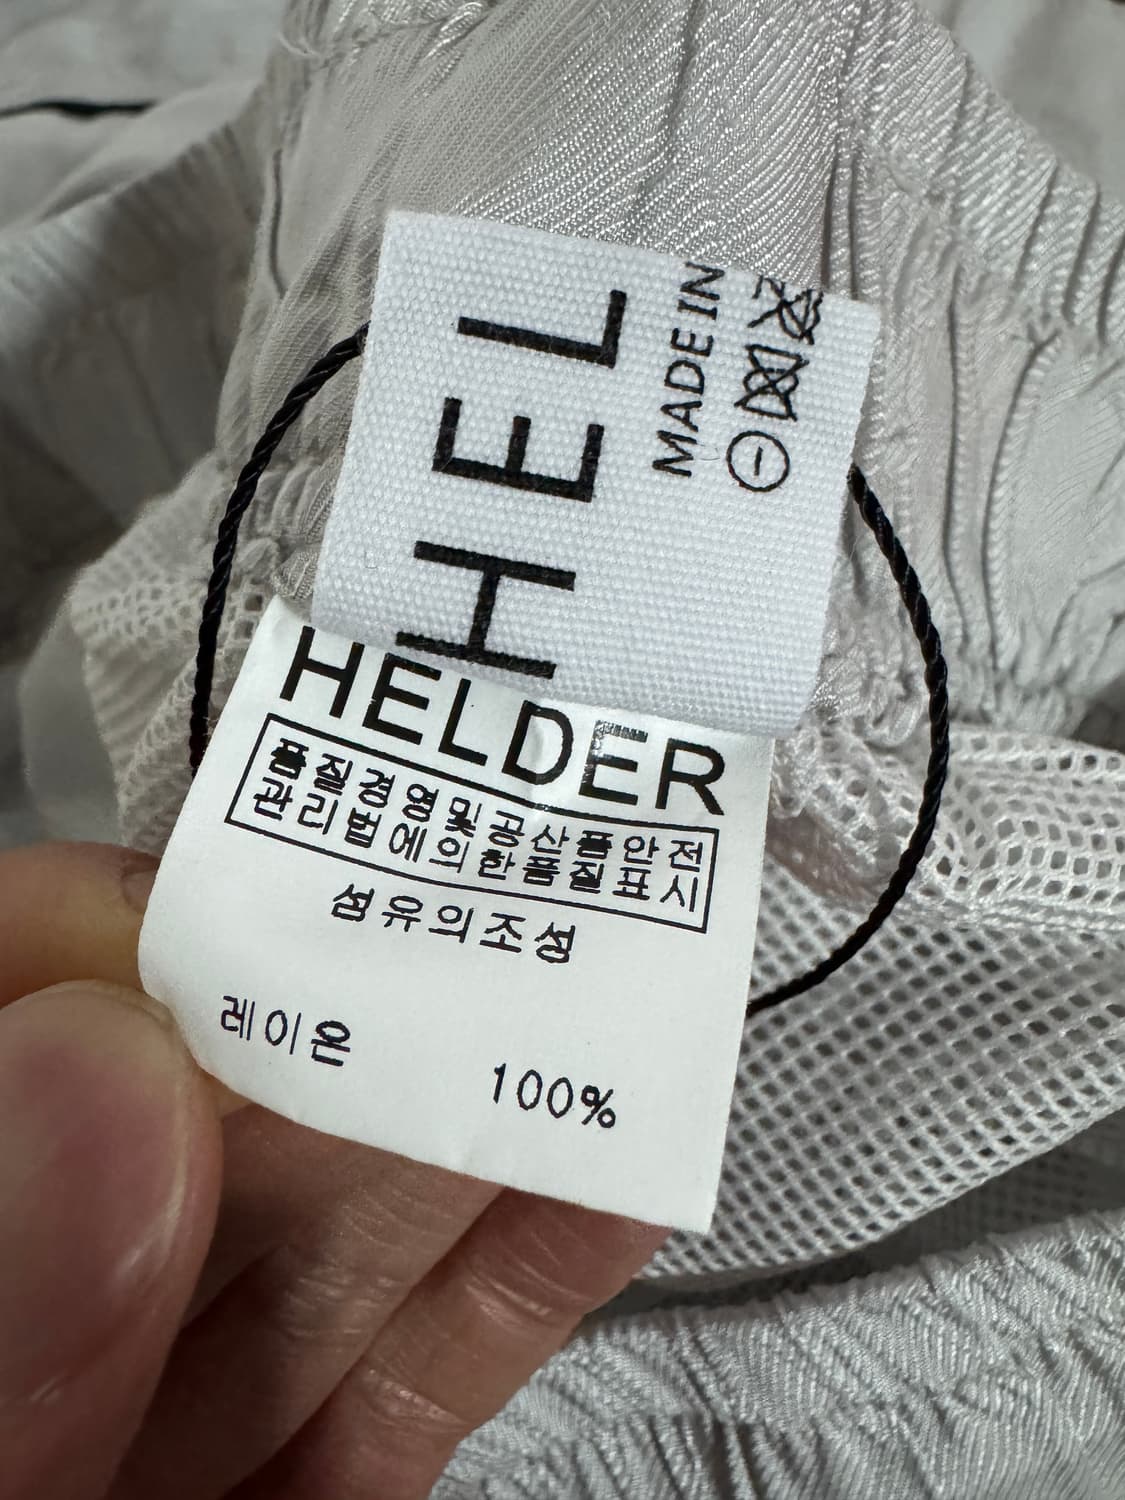 HEL
MADE IN
HELDER
품질경영및공산품안전
관리법에의한품질표시
섬유의조성
레이온 100%